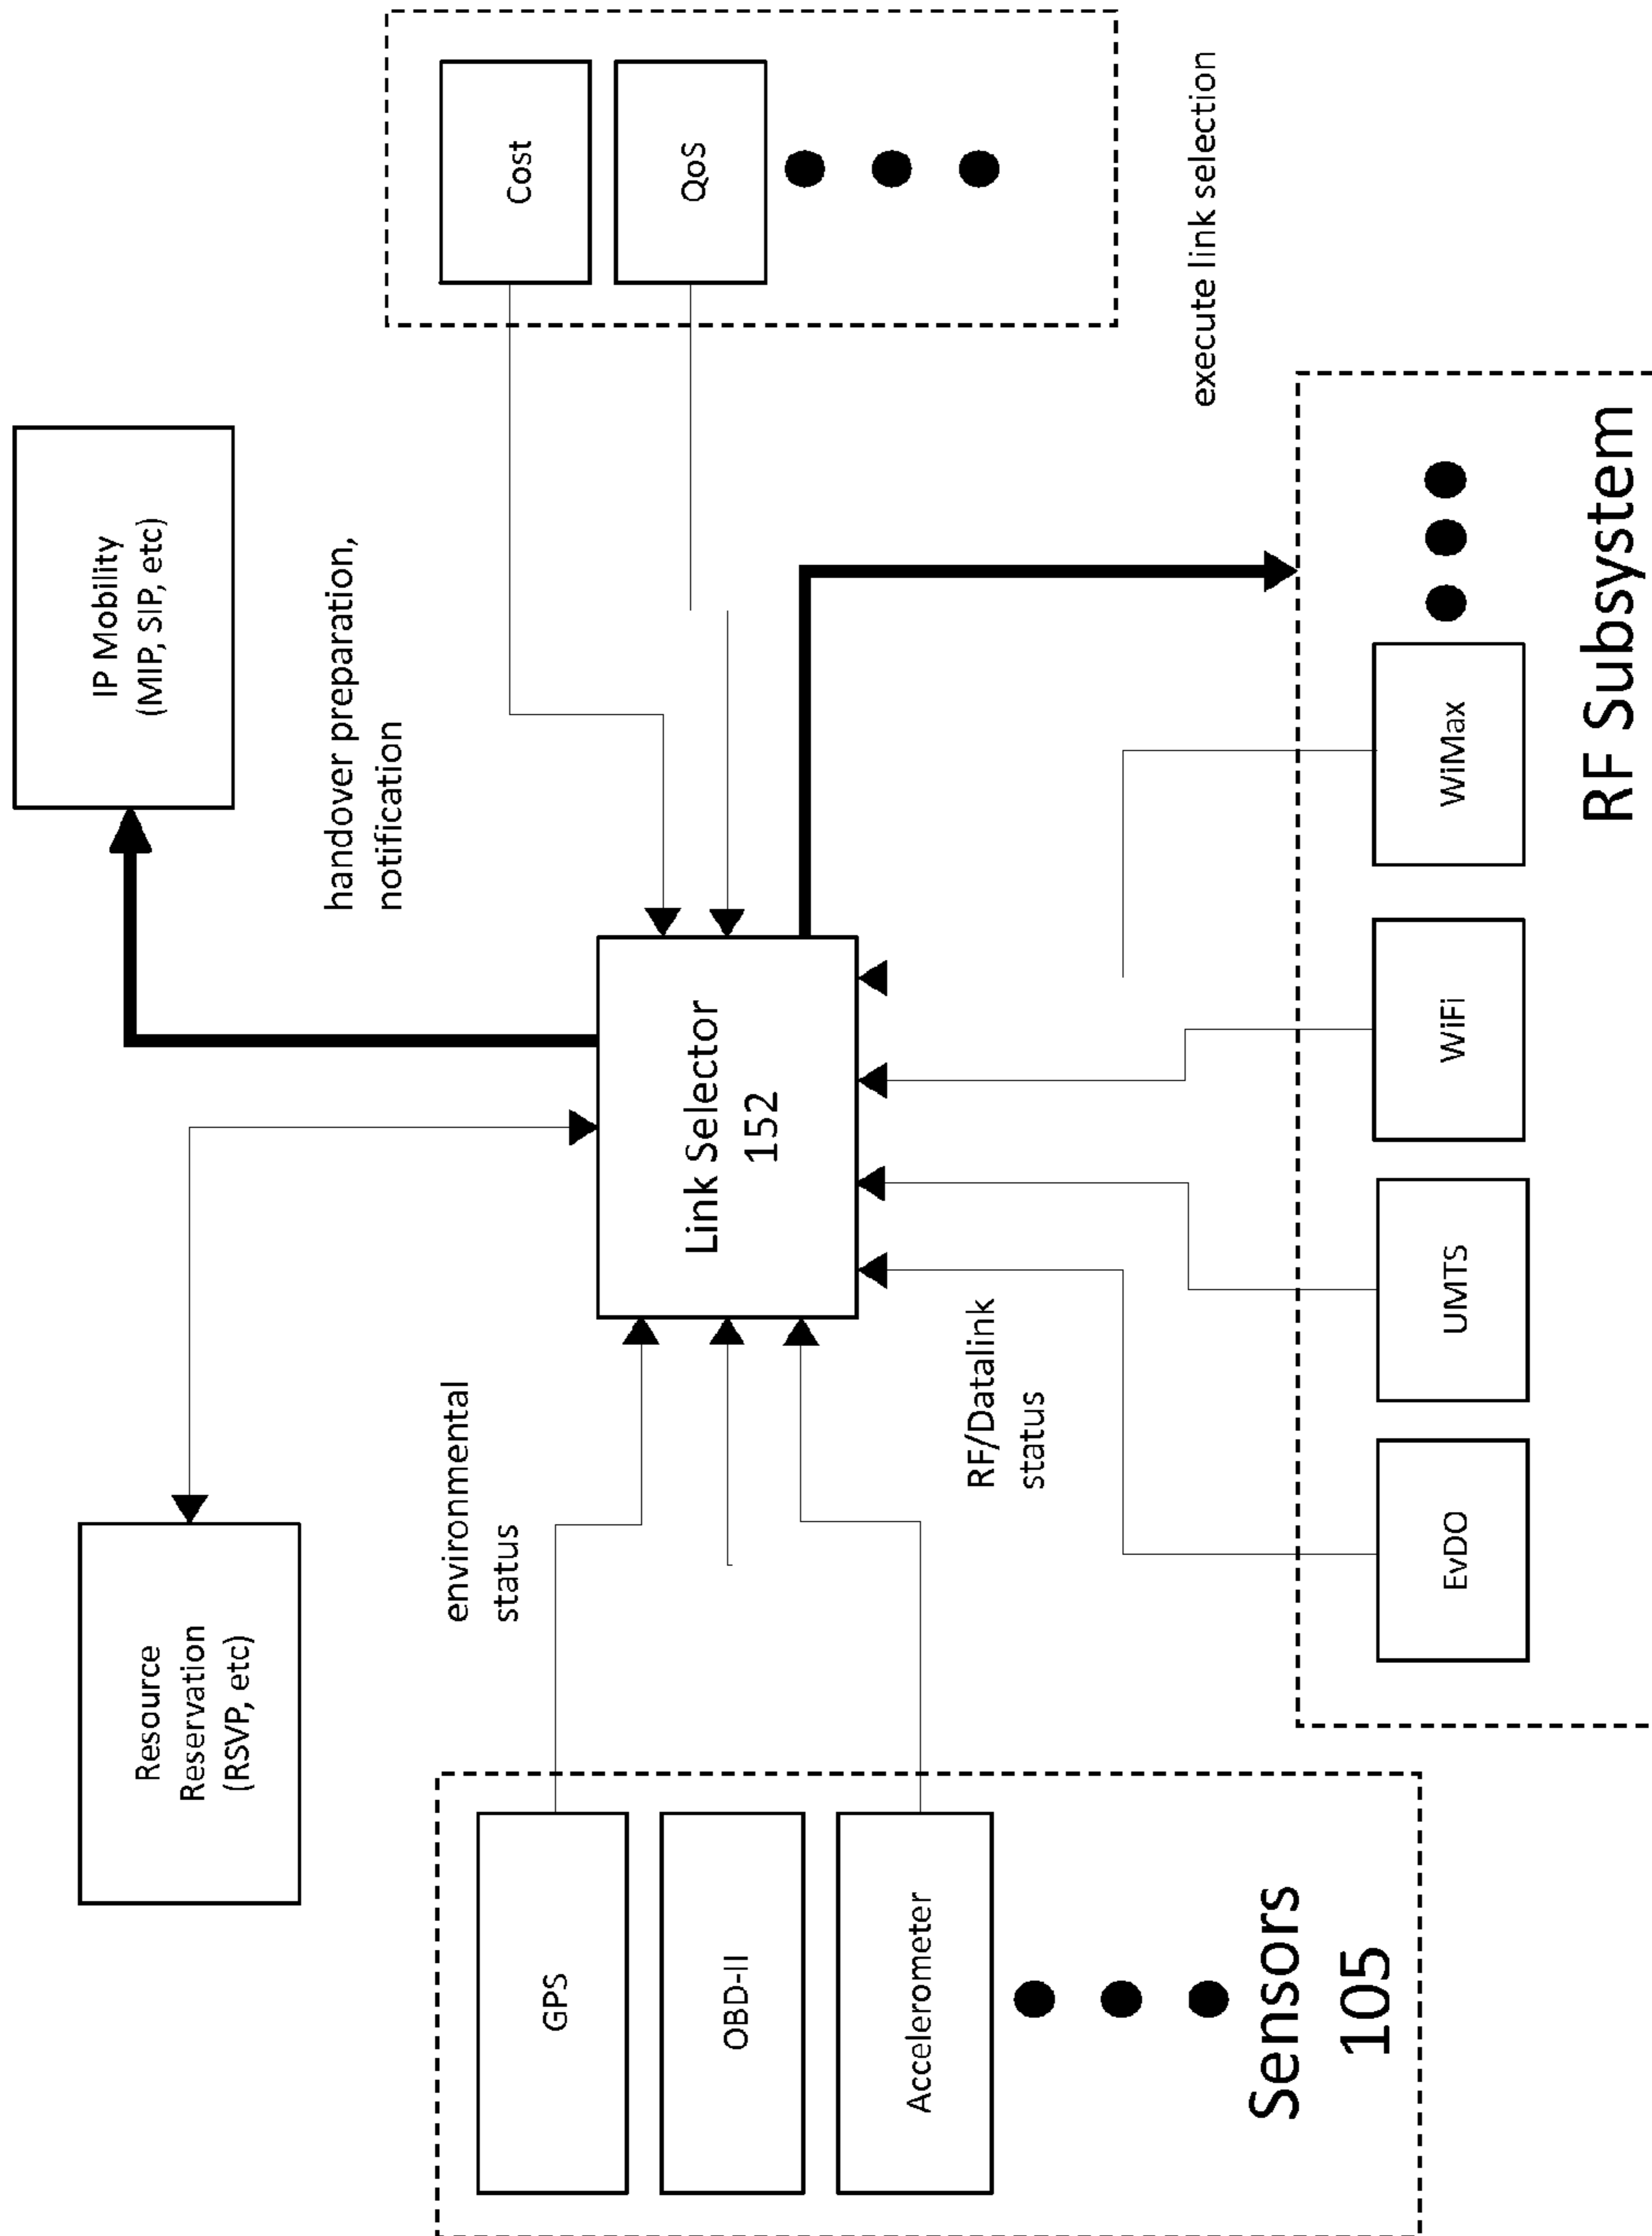 Resource
Reservation
(RSVP, etc)
IP Mobility
(MIP, SIP, etc)
handover preparation,
notification
environmental
status
GPS
OBD-II
Accelerometer
Sensors
105
Link Selector
152
Cost
QoS
RF/Datalink
status
execute link selection
EvDO
UMTS
WiFi
WiMax
RF Subsystem